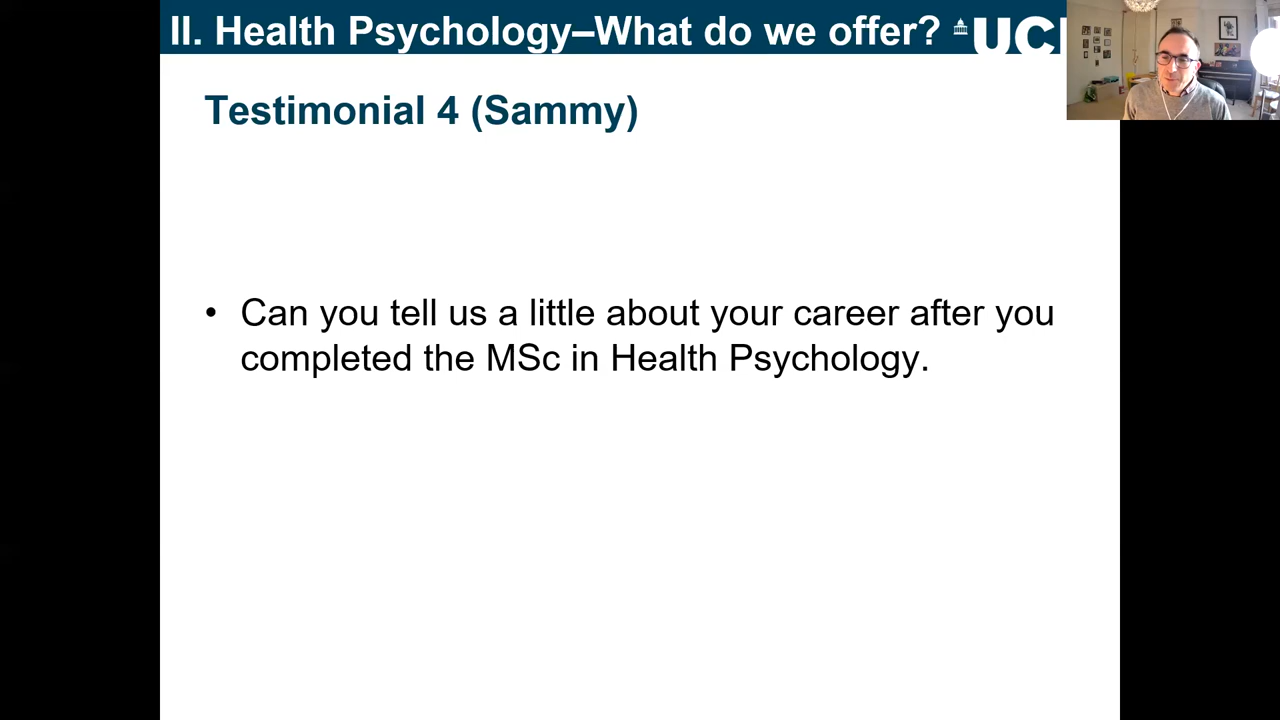 II. Health Psychology–What do we offer?
UCL
Testimonial 4 (Sammy)
• Can you tell us a little about your career after you
completed the MSc in Health Psychology.